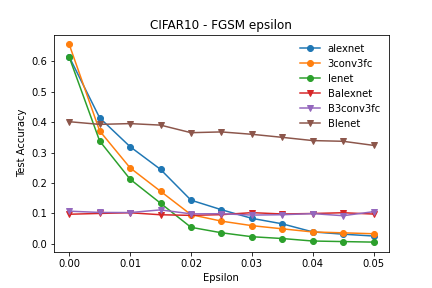 CIFAR10 - FGSM epsilon
Test Accuracy
0.6
0.5
0.4
0.3
0.2
0.1
0.0
alexnet
3conv3fc
lenet
Balexnet
B3conv3fc
Blenet
0.00 0.01 0.02 0.03 0.04 0.05
Epsilon